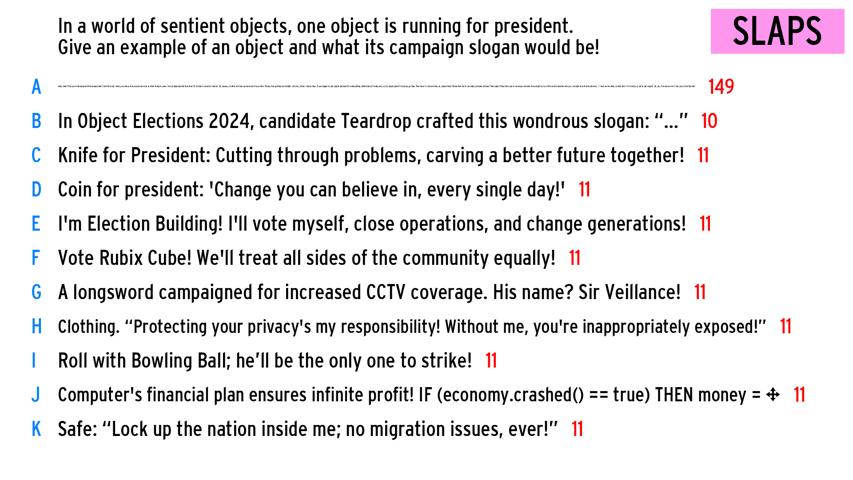 In a world of sentient objects, one object is running for president.
Give an example of an object and what its campaign slogan would be!
SLAPS
A 149
B In Object Elections 2024, candidate Teardrop crafted this wondrous slogan: “...” 10
C Knife for President: Cutting through problems, carving a better future together! 11
D Coin for president: 'Change you can believe in, every single day!' 11
E I'm Election Building! I'll vote myself, close operations, and change generations! 11
F Vote Rubix Cube! We'll treat all sides of the community equally! 11
G A longsword campaigned for increased CCTV coverage. His name? Sir Veillance! 11
H Clothing. “Protecting your privacy's my responsibility! Without me, you're inappropriately exposed!” 11
I Roll with Bowling Ball; he’ll be the only one to strike! 11
J Computer's financial plan ensures infinite profit! IF (economy.crashed() == true) THEN money = ✥ 11
K Safe: “Lock up the nation inside me; no migration issues, ever!” 11